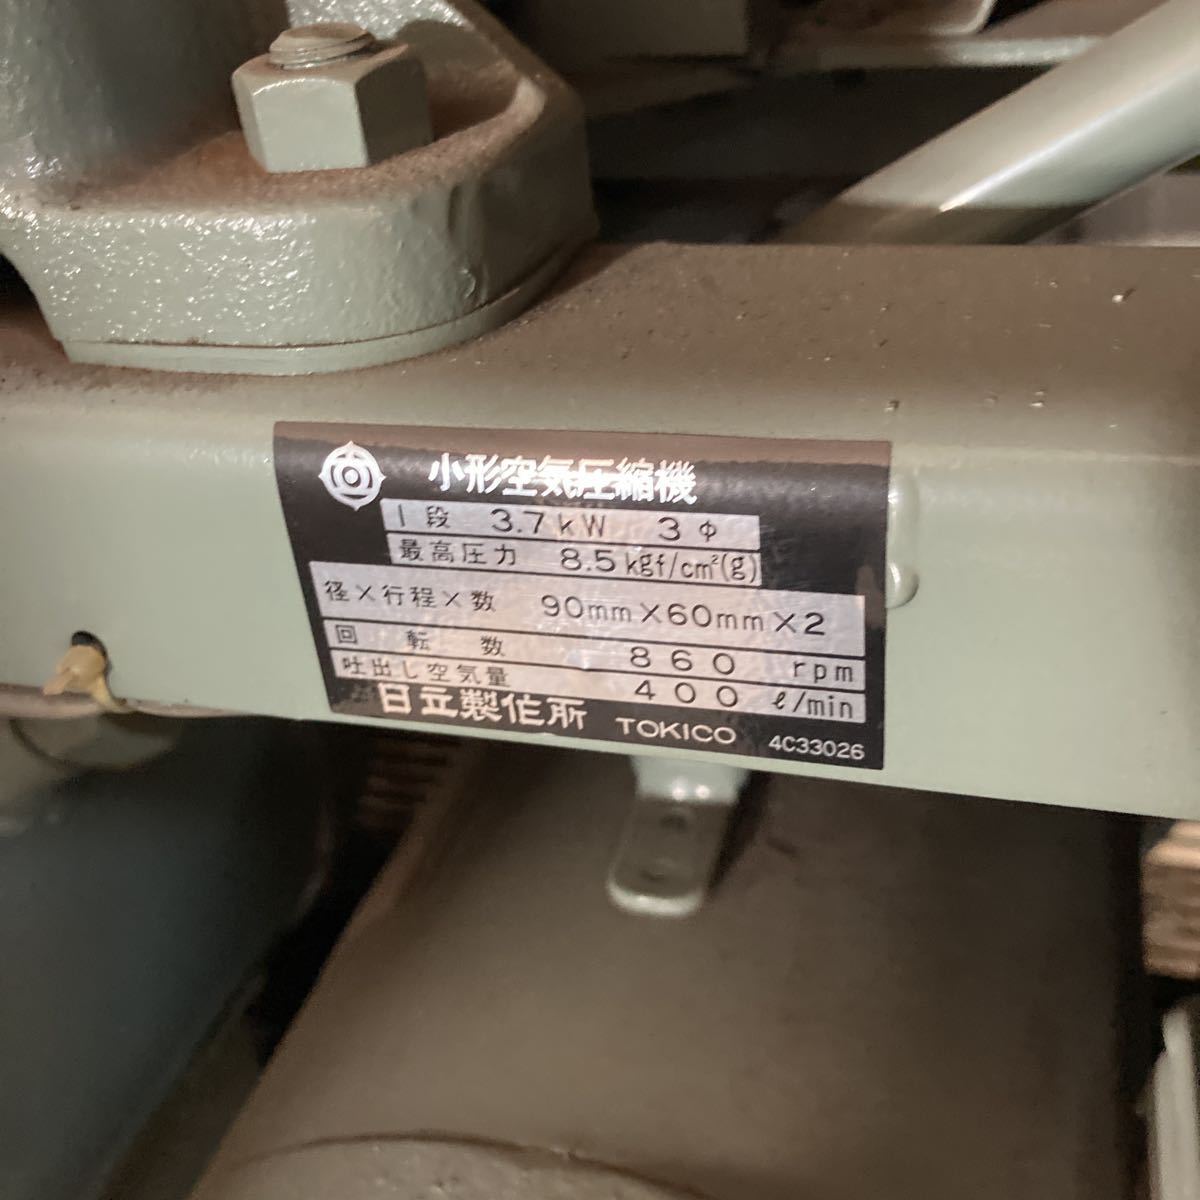 小形空気圧縮機
1段 3.7kW 3φ
最高圧力 8.5kgf/cm²(g)
径×行程×数 90mm×60mm×2
回転数 860 rpm
吐出し空気量 400 ℓ/min
日立製作所 TOKICO 4C33026